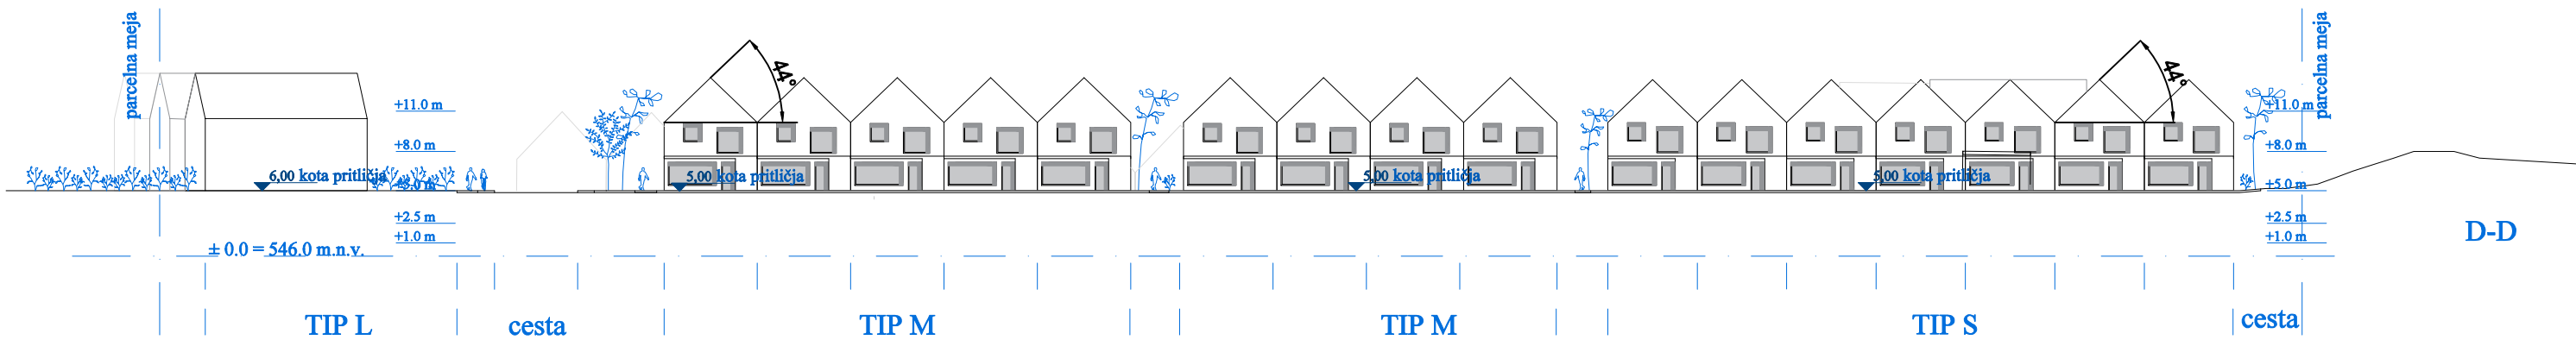 parcelna meja
+11.0 m
+8.0 m
6,00 kota pritličja
+2.5 m
+1.0 m
± 0.0 = 546.0 m.n.v.
44°
5,00 kota pritličja
5,00 kota pritličja
5,00 kota pritličja
44°
parcelna meja
+11.0 m
+8.0 m
+5.0 m
+2.5 m
+1.0 m
D-D
TIP L
cesta
TIP M
TIP M
TIP S
cesta